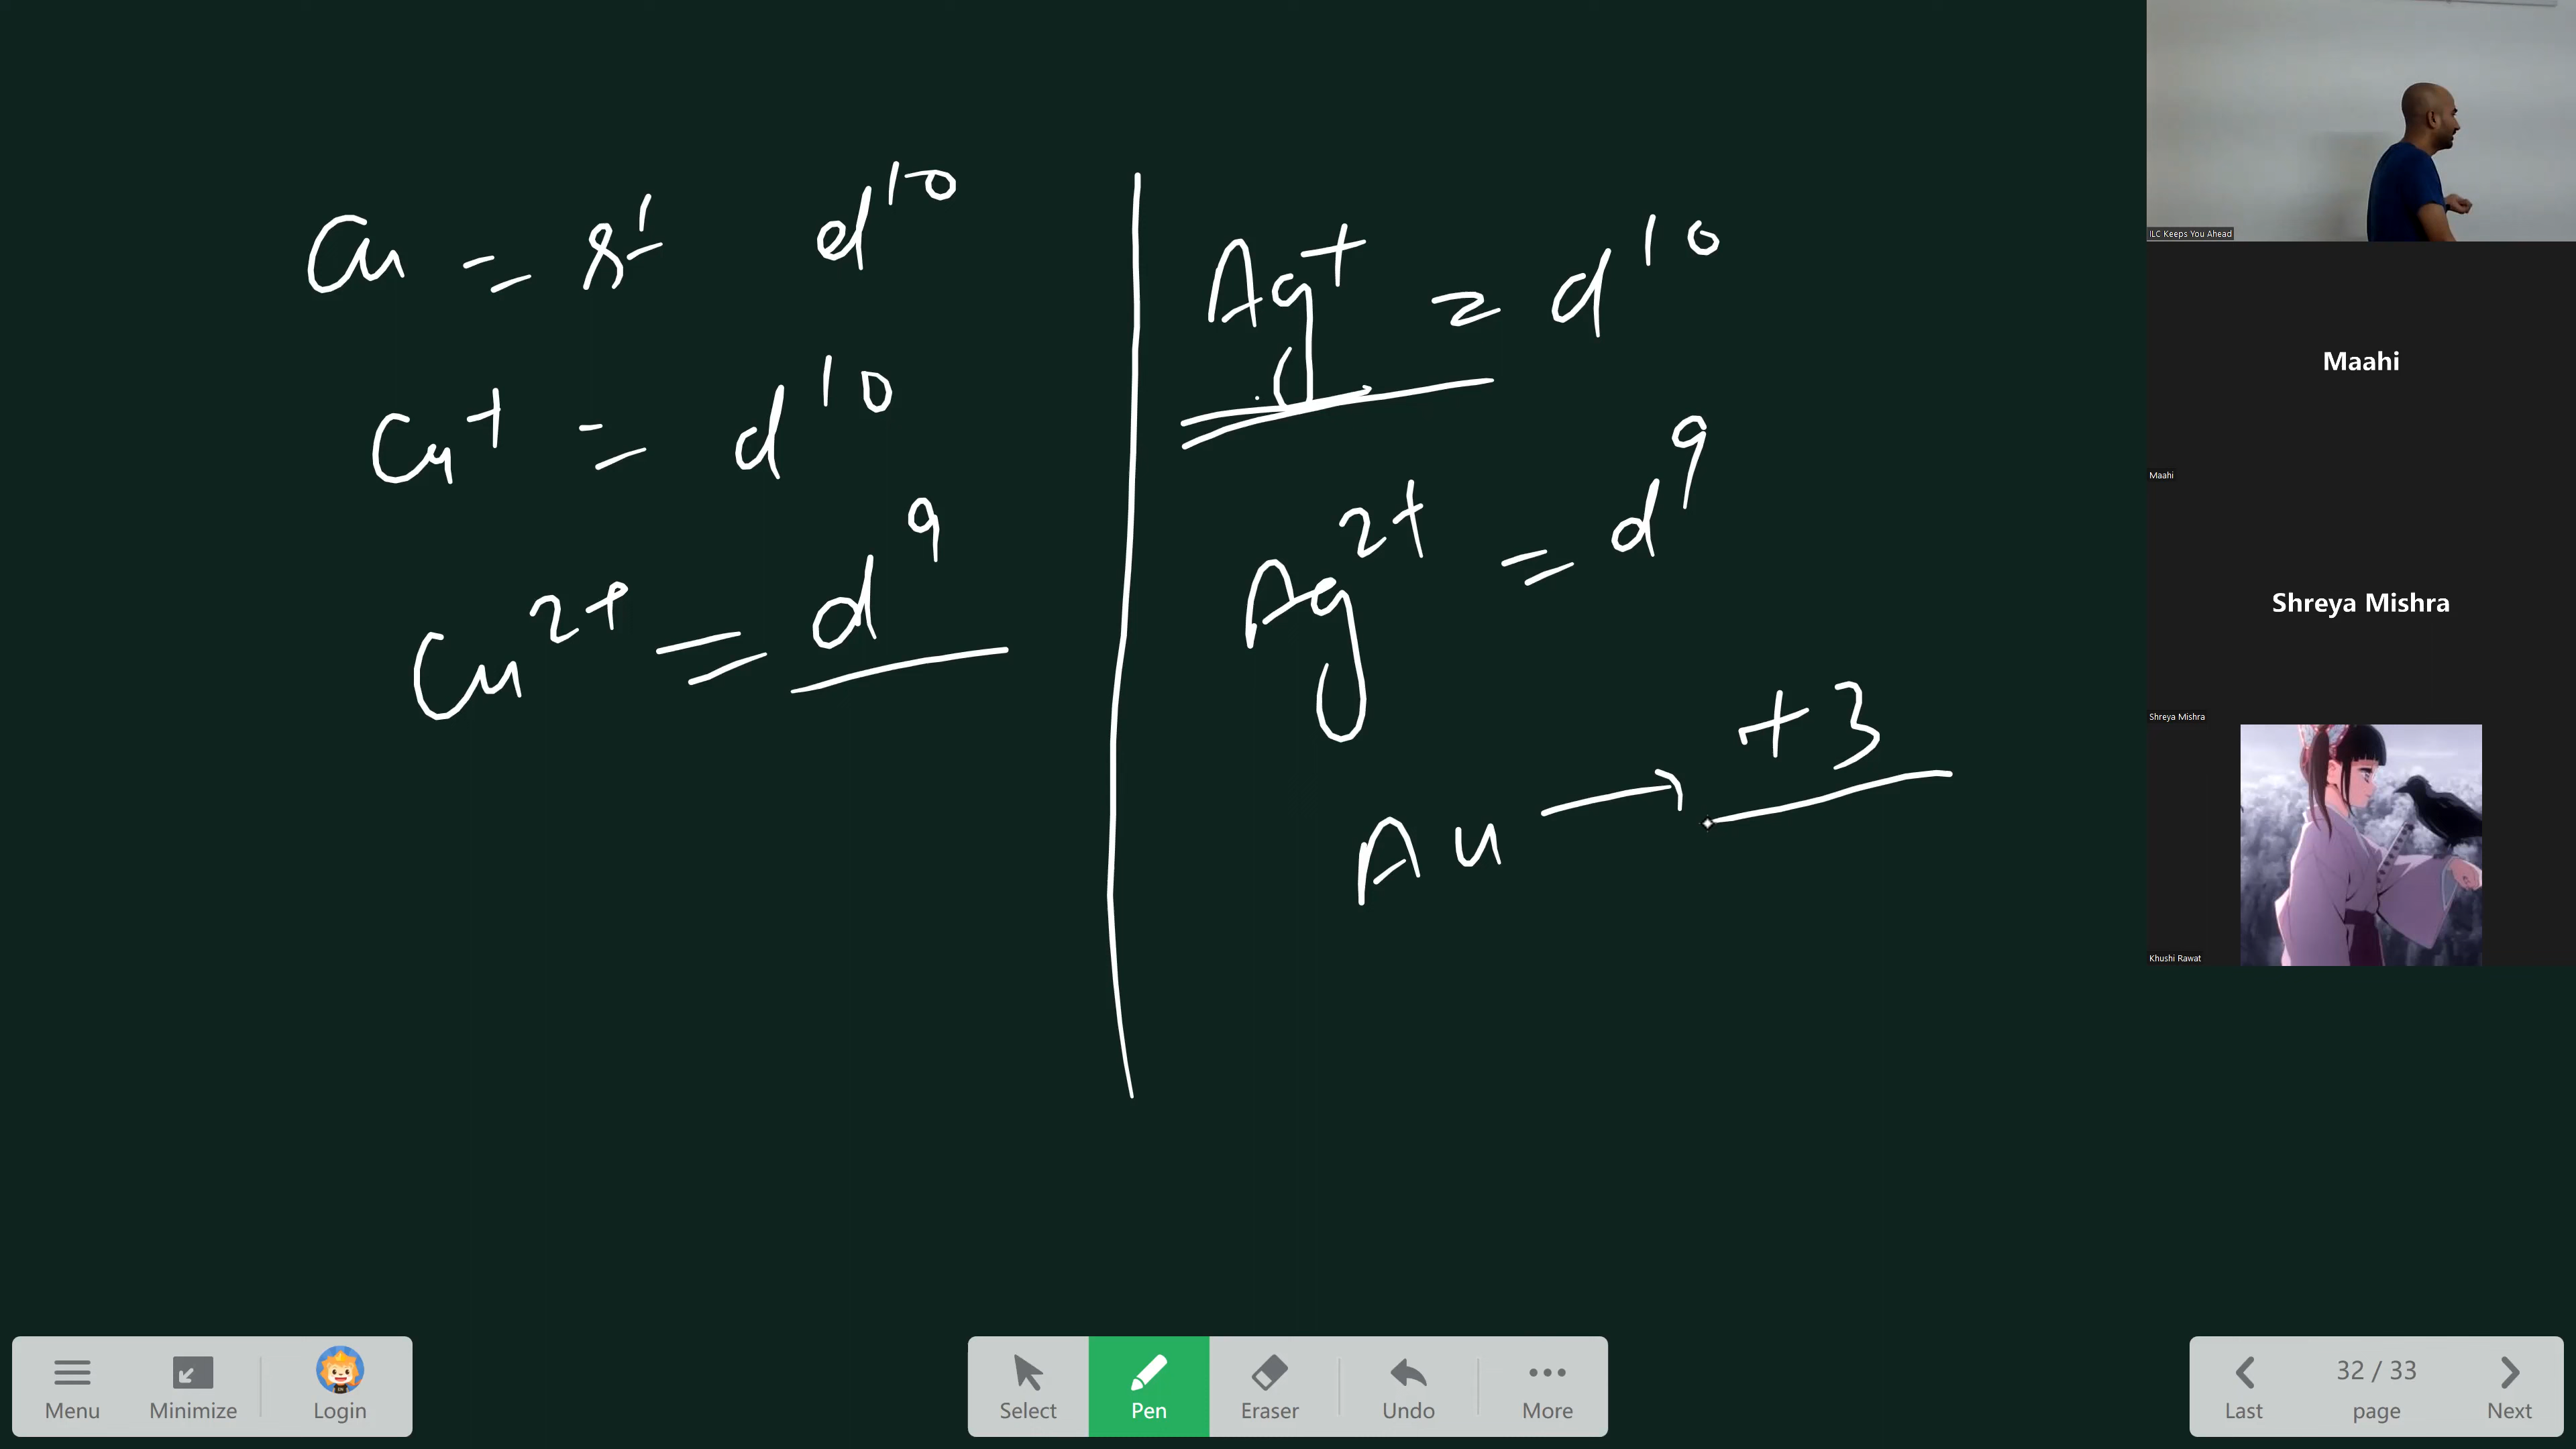 Cu = s¹ d¹⁰
Cu⁺ = d¹⁰
Cu²⁺ = d⁹
Ag⁺ = d¹⁰
Ag²⁺ = d⁹
Au → +3
ILC Keeps You Ahead
Maahi
Maahi
Shreya Mishra
Shreya Mishra
Khushi Rawat
Menu
Minimize
Login
Select
Pen
Eraser
Undo
More
Last
32 / 33
page
Next